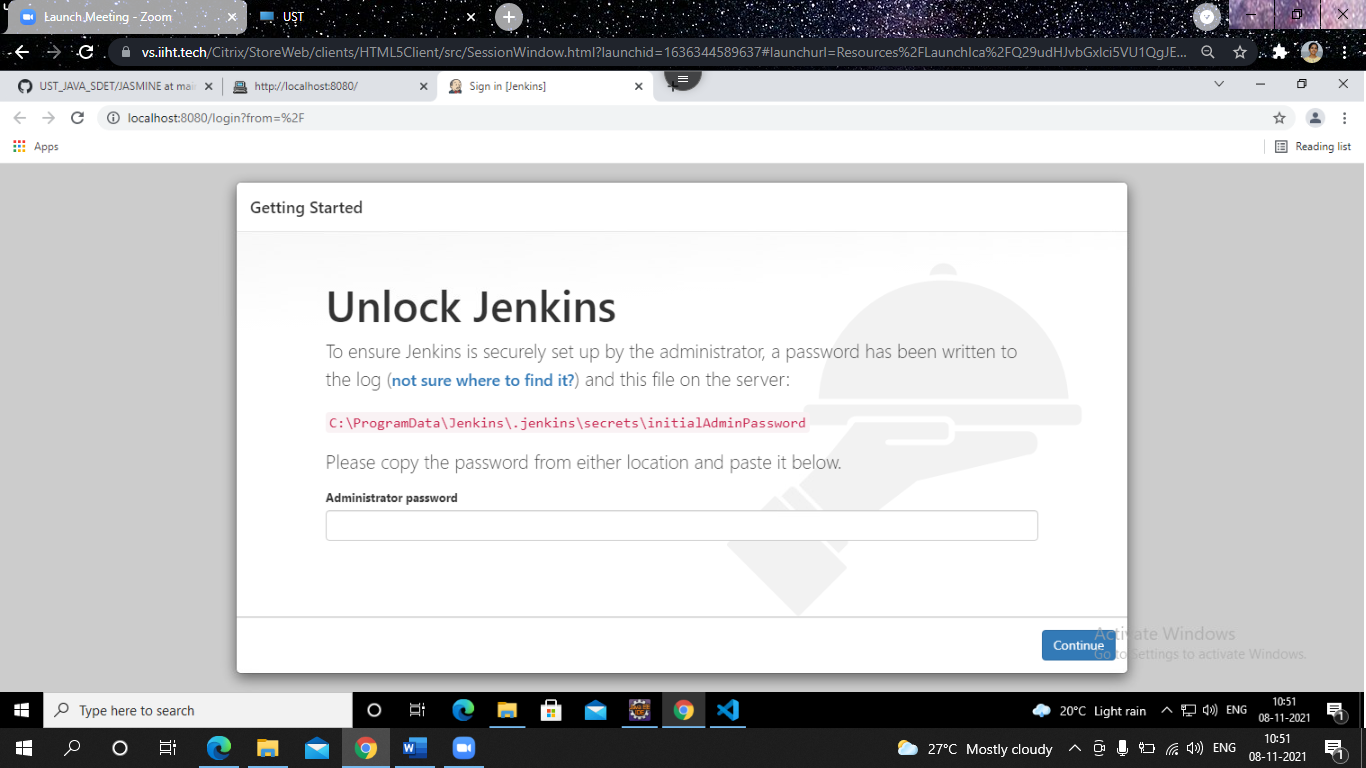 Launch Meeting - Zoom
UST
vs.iiht.tech/Citrix/StoreWeb/clients/HTML5Client/src/SessionWindow.html?launchid=1636344589637#launchurl=Resources%2FLaunchIca%2FQ29udHJvbGxlci5VU1QgJE...
UST_JAVA_SDET/JASMINE at mai
http://localhost:8080/
Sign in [Jenkins]
localhost:8080/login?from=%2F
Apps
Reading list
Getting Started
Unlock Jenkins
To ensure Jenkins is securely set up by the administrator, a password has been written to
the log (not sure where to find it?) and this file on the server:
C:\ProgramData\Jenkins\.jenkins\secrets\initialAdminPassword
Please copy the password from either location and paste it below.
Administrator password
Continue
Activate Windows
Go to Settings to activate Windows.
Type here to search
20°C Light rain
ENG
10:51
08-11-2021
1
27°C Mostly cloudy
ENG
10:51
08-11-2021
1